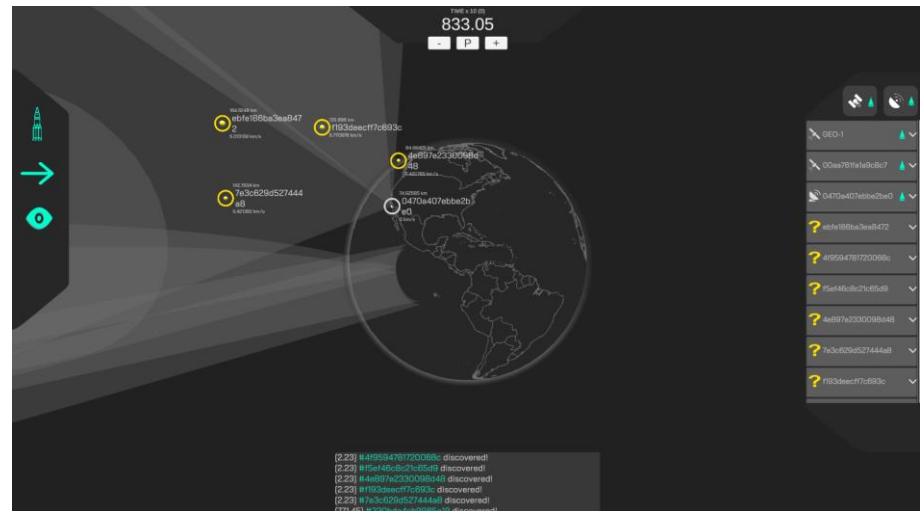 TIME x 10 (0)
833.05
- P +
ebfe186ba3ea847
2
f193deecff7c693c
4e897e2330098d
48
7e3c629d527444
a8
0470a407ebbe2b
e0
GEO-1
00aa761fa1a9c8c7
0470a407ebbe2be0
? ebfe186ba3ea8472
? 4f9594781720068c
? f5ef46c8c21c65d9
? 4e897e2330098d48
? 7e3c629d527444a8
? f193deecff7c693c
[2.23] #4f9594781720068c discovered!
[2.23] #f5ef46c8c21c65d9 discovered!
[2.23] #4e897e2330098d48 discovered!
[2.23] #f193deecff7c693c discovered!
[2.23] #7e3c629d527444a8 discovered!